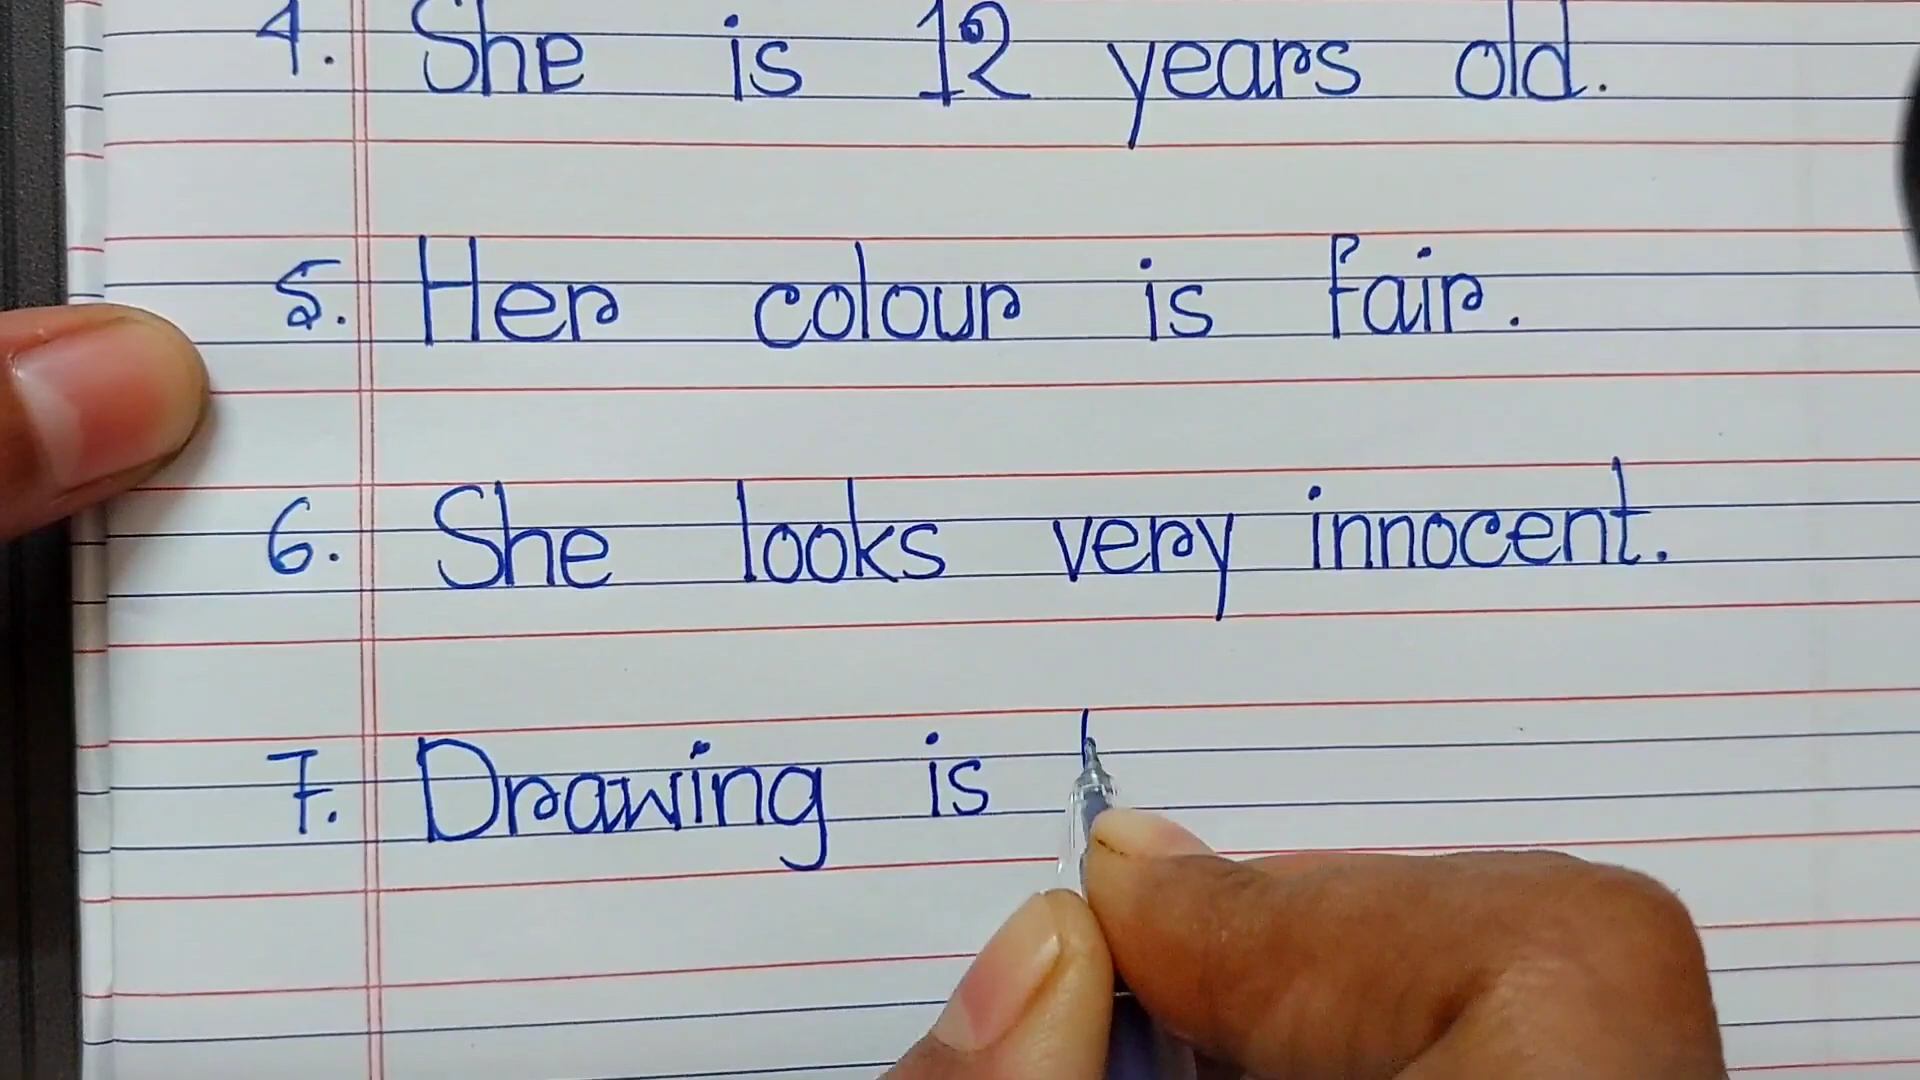 4. She is 12 years old.
5. Her colour is fair.
6. She looks very innocent.
7. Drawing is